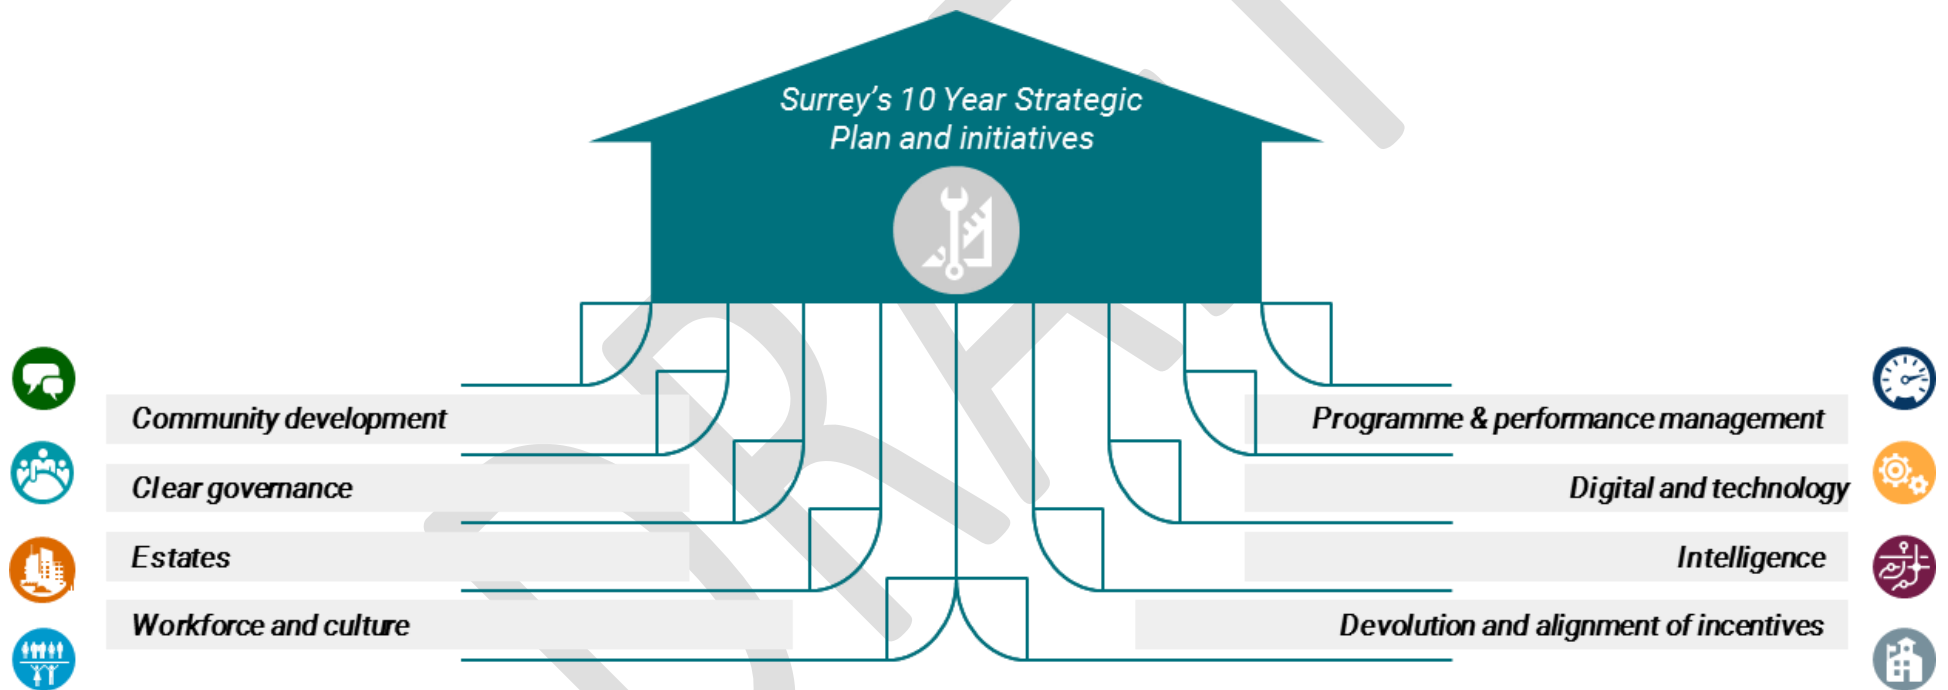 Surrey’s 10 Year Strategic
Plan and initiatives
Community development
Clear governance
Estates
Workforce and culture
Programme & performance management
Digital and technology
Intelligence
Devolution and alignment of incentives
DRAFT